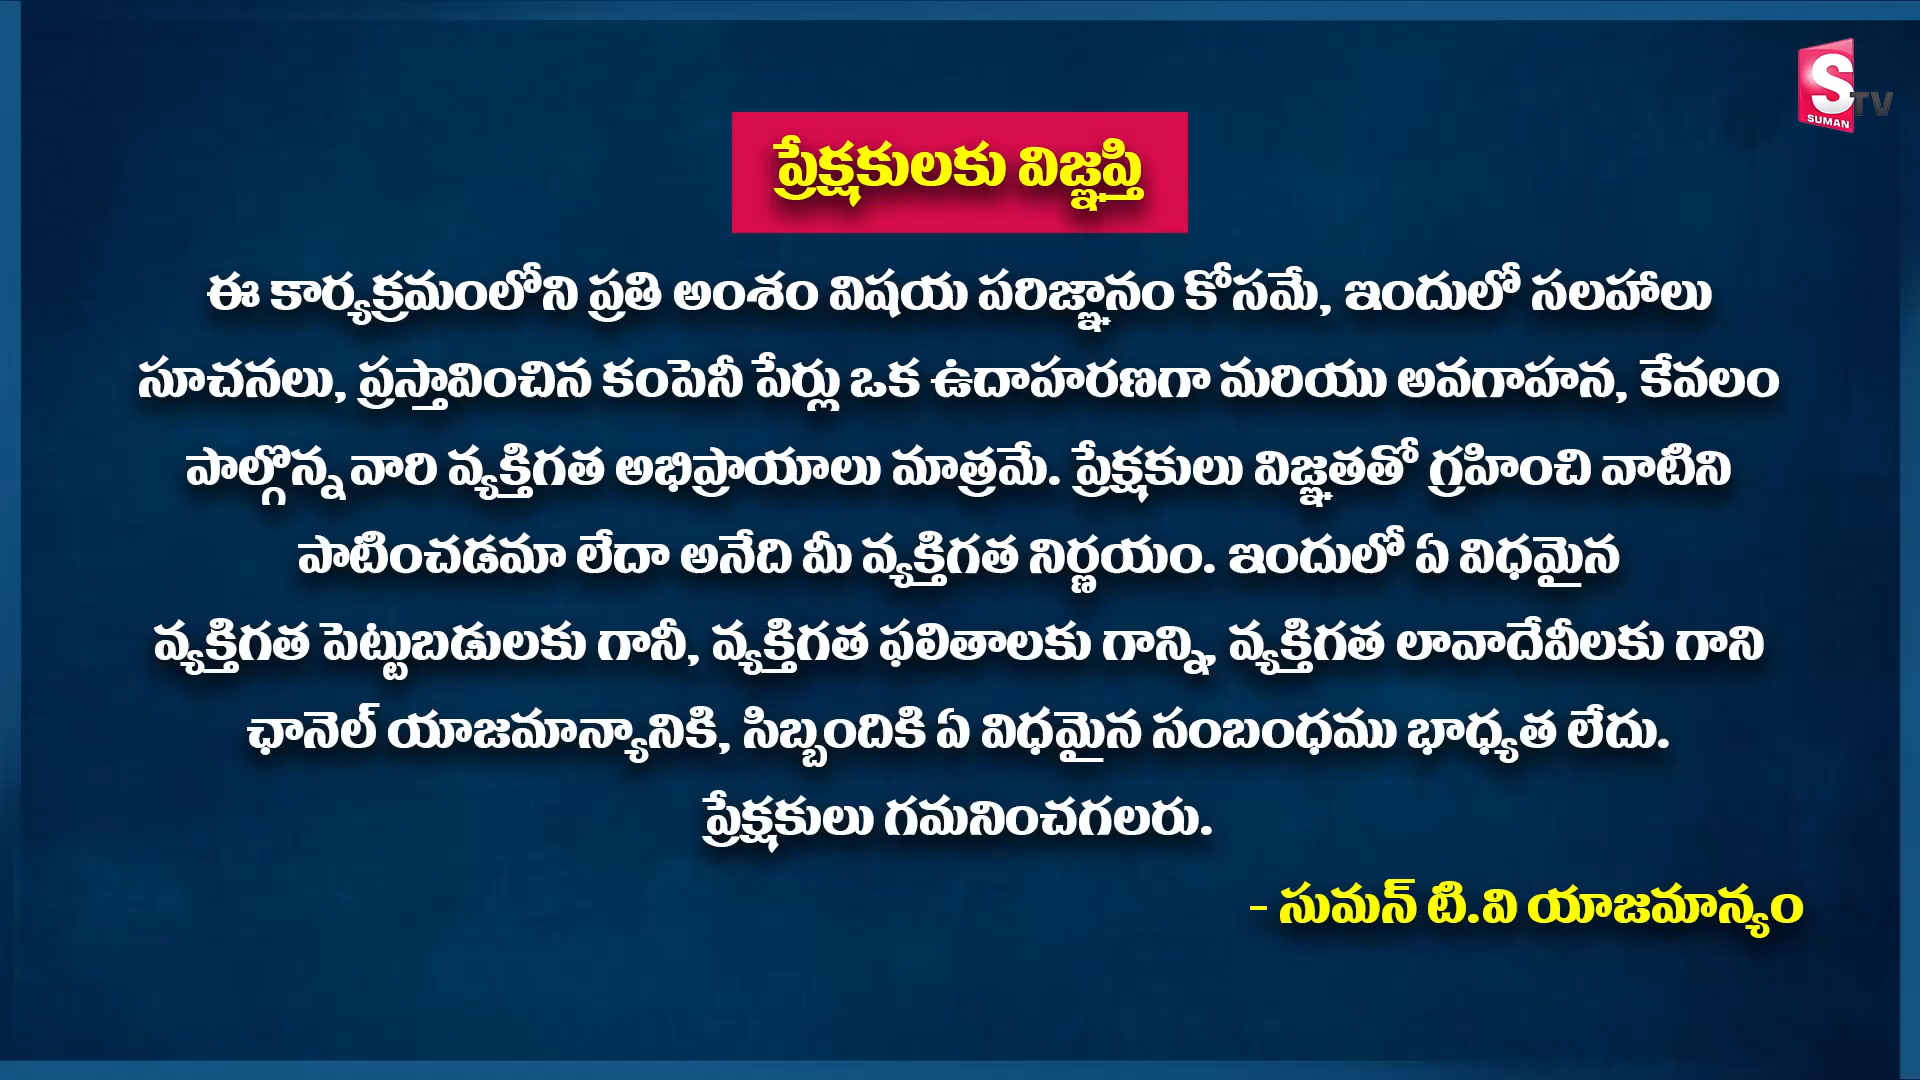 S
TV
SUMAN
ప్రేక్షకులకు విజ్ఞప్తి
ఈ కార్యక్రమంలోని ప్రతి అంశం విషయ పరిజ్ఞానం కోసమే, ఇందులో సలహాలు
సూచనలు, ప్రస్తావించిన కంపెనీ పేర్లు ఒక ఉదాహరణగా మరియు అవగాహన, కేవలం
పాల్గొన్న వారి వ్యక్తిగత అభిప్రాయాలు మాత్రమే. ప్రేక్షకులు విజ్ఞతతో గ్రహించి వాటిని
పాటించడమా లేదా అనేది మీ వ్యక్తిగత నిర్ణయం. ఇందులో ఏ విధమైన
వ్యక్తిగత పెట్టుబడులకు గానీ, వ్యక్తిగత ఫలితాలకు గాన్ని, వ్యక్తిగత లావాదేవీలకు గాని
ఛానెల్ యాజమాన్యానికి, సిబ్బందికి ఏ విధమైన సంబంధము భాధ్యత లేదు.
ప్రేక్షకులు గమనించగలరు.
- సుమన్ టి.వి యాజమాన్యం